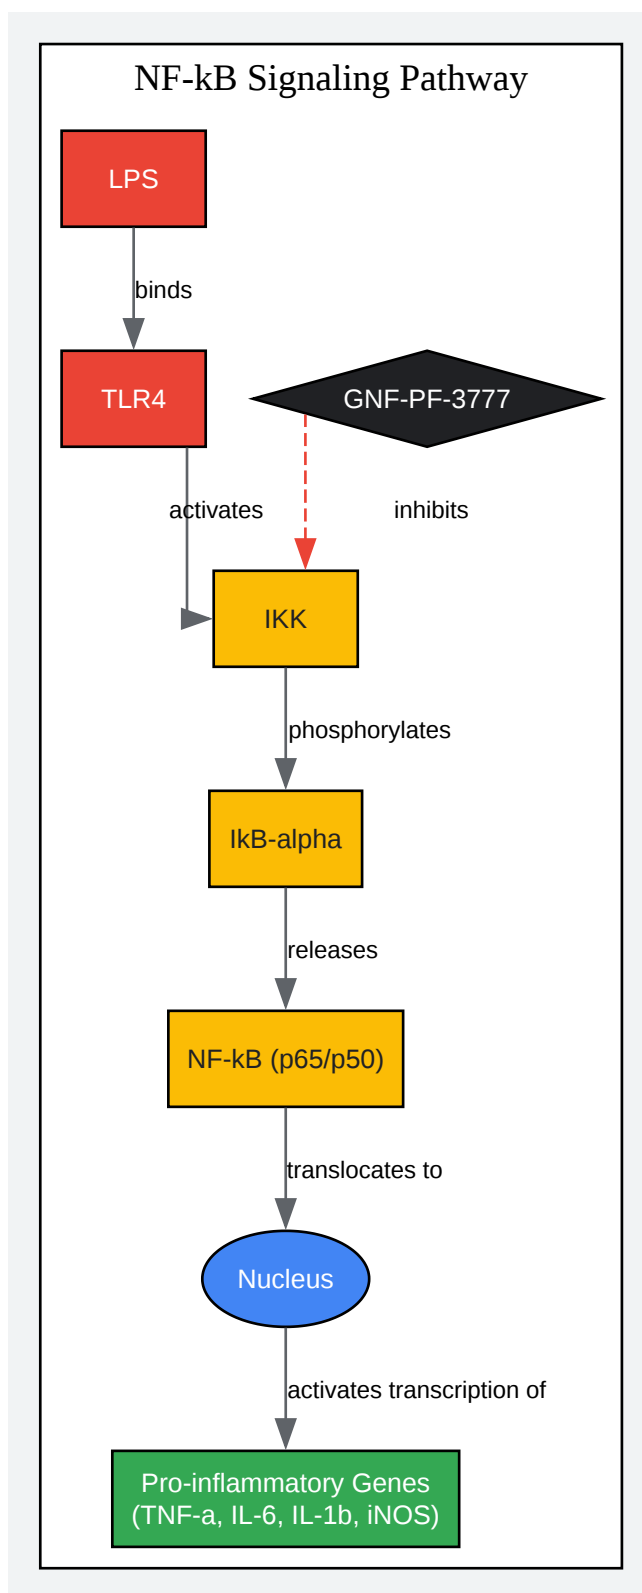 NF-kB Signaling Pathway
LPS
binds
TLR4
GNF-PF-3777
activates
inhibits
IKK
phosphorylates
IkB-alpha
releases
NF-kB (p65/p50)
translocates to
Nucleus
activates transcription of
Pro-inflammatory Genes
(TNF-a, IL-6, IL-1b, iNOS)